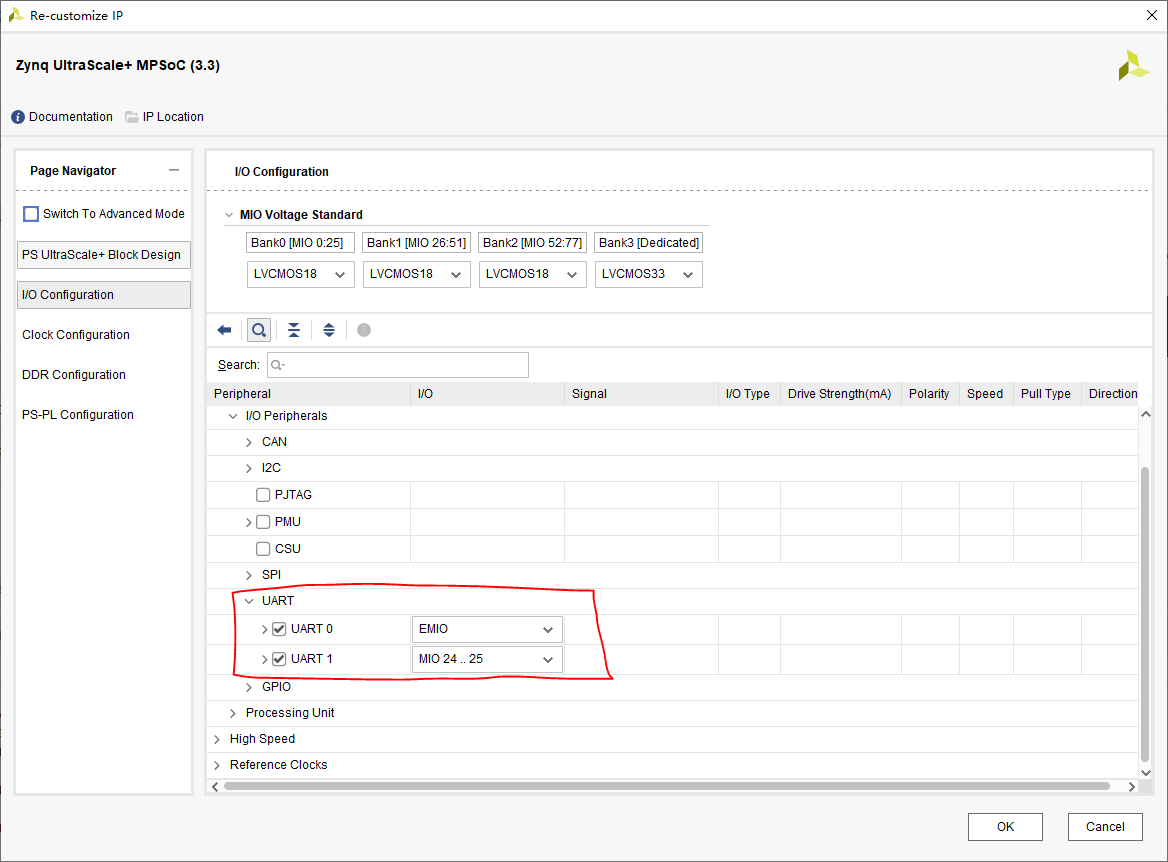 Re-customize IP
Zynq UltraScale+ MPSoC (3.3)
Documentation IP Location
Page Navigator
Switch To Advanced Mode
PS UltraScale+ Block Design
I/O Configuration
Clock Configuration
DDR Configuration
PS-PL Configuration
I/O Configuration
MIO Voltage Standard
Bank0 [MIO 0:25] Bank1 [MIO 26:51] Bank2 [MIO 52:77] Bank3 [Dedicated]
LVCMOS18 LVCMOS18 LVCMOS18 LVCMOS33
Search:
Peripheral I/O Signal I/O Type Drive Strength(mA) Polarity Speed Pull Type Direction
I/O Peripherals
CAN
I2C
PJTAG
PMU
CSU
SPI
UART
UART 0 EMIO
UART 1 MIO 24 .. 25
GPIO
Processing Unit
High Speed
Reference Clocks
OK Cancel